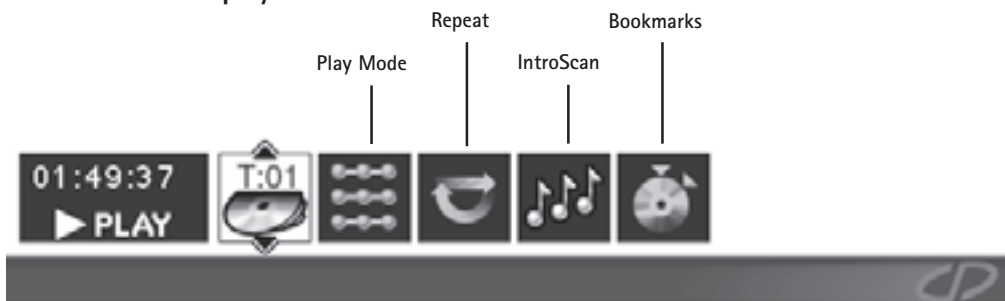 Repeat
Bookmarks
Play Mode
IntroScan
01:49:37
T:01
PLAY